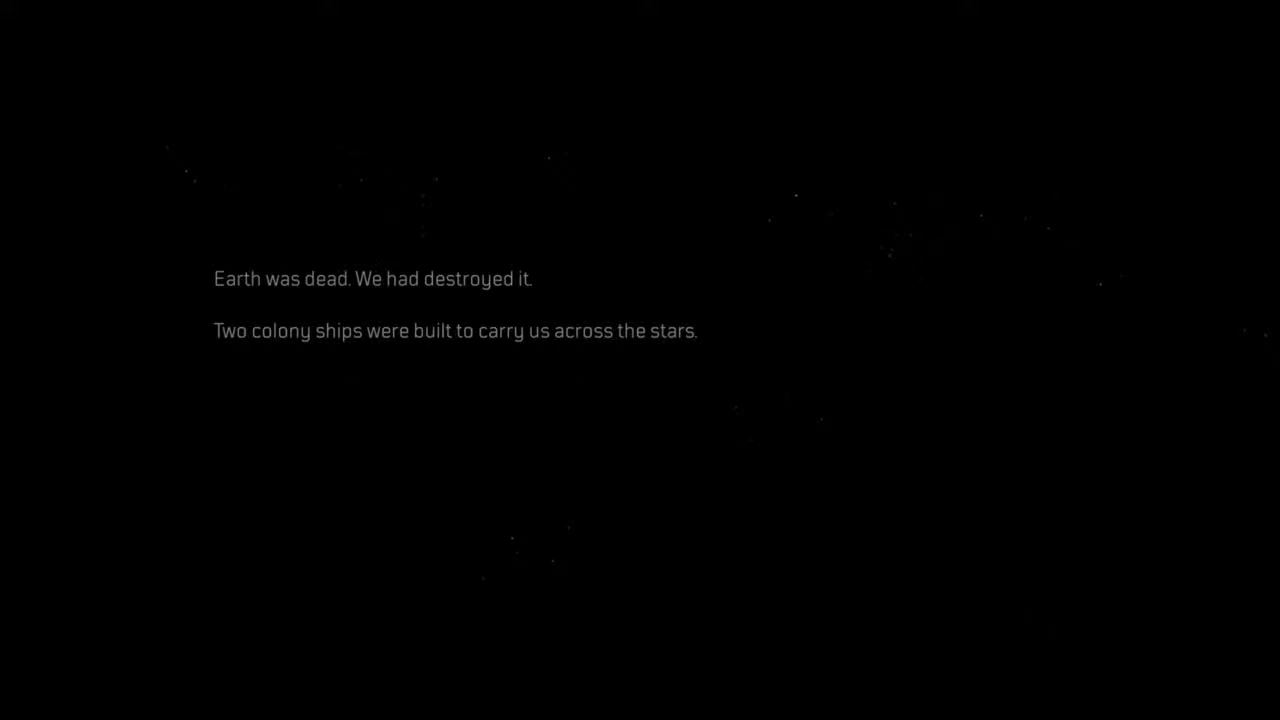 Earth was dead. We had destroyed it.
Two colony ships were built to carry us across the stars.